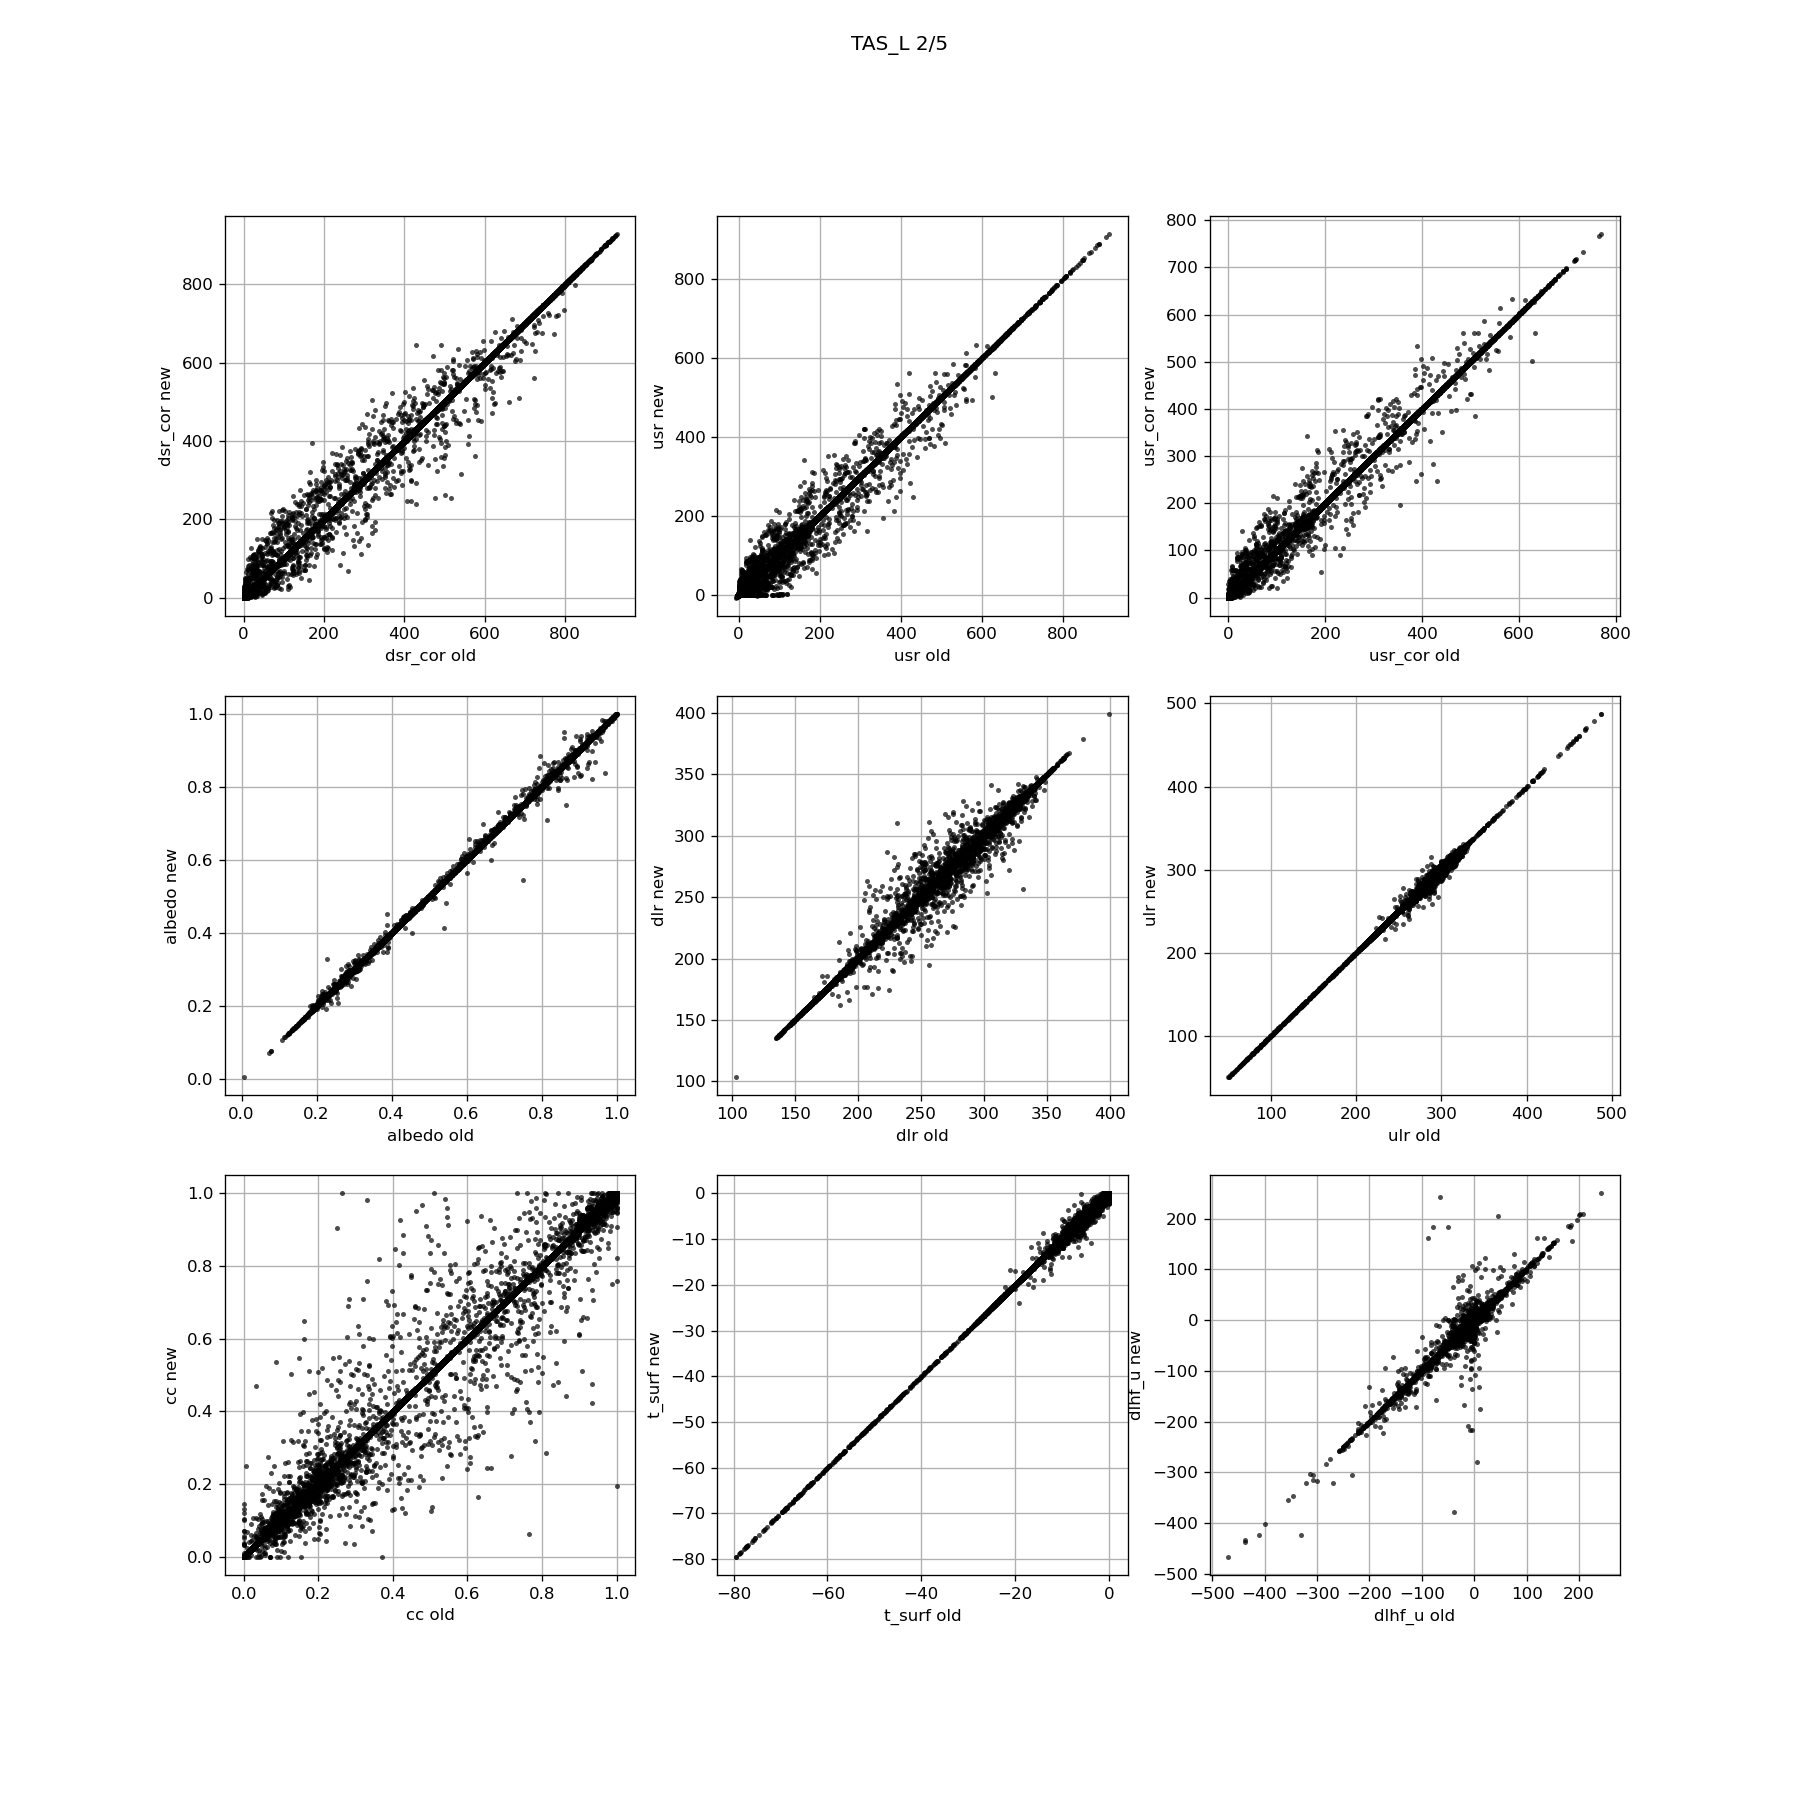 TAS_L 2/5
dsr_cor new
800
600
400
200
0
0 200 400 600 800
dsr_cor old
usr new
800
600
400
200
0
0 200 400 600 800
usr old
usr_cor new
800
700
600
500
400
300
200
100
0
0 200 400 600 800
usr_cor old
albedo new
1.0
0.8
0.6
0.4
0.2
0.0
0.0 0.2 0.4 0.6 0.8 1.0
albedo old
dlr new
400
350
300
250
200
150
100
100 150 200 250 300 350 400
dlr old
ulr new
500
400
300
200
100
100 200 300 400 500
ulr old
cc new
1.0
0.8
0.6
0.4
0.2
0.0
0.0 0.2 0.4 0.6 0.8 1.0
cc old
t_surf new
0
−10
−20
−30
−40
−50
−60
−70
−80
−80 −60 −40 −20 0
t_surf old
dlhf_u new
200
100
0
−100
−200
−300
−400
−500
−500 −400 −300 −200 −100 0 100 200
dlhf_u old